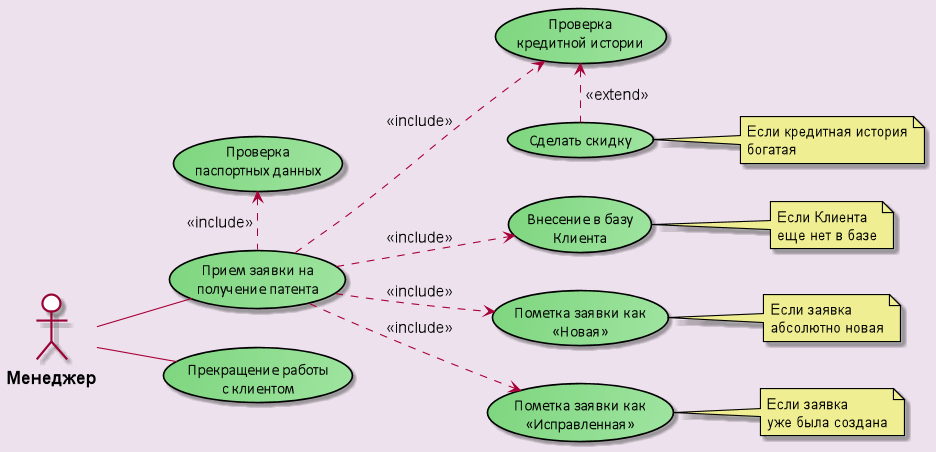 Проверка
кредитной истории
«extend»
«include»
Сделать скидку
Если кредитная история
богатая
Проверка
паспортных данных
«include»
Внесение в базу
Клиента
Если Клиента
еще нет в базе
«include»
Прием заявки на
получение патента
«include»
Пометка заявки как
«Новая»
Если заявка
абсолютно новая
«include»
Менеджер
Прекращение работы
с клиентом
Пометка заявки как
«Исправленная»
Если заявка
уже была создана